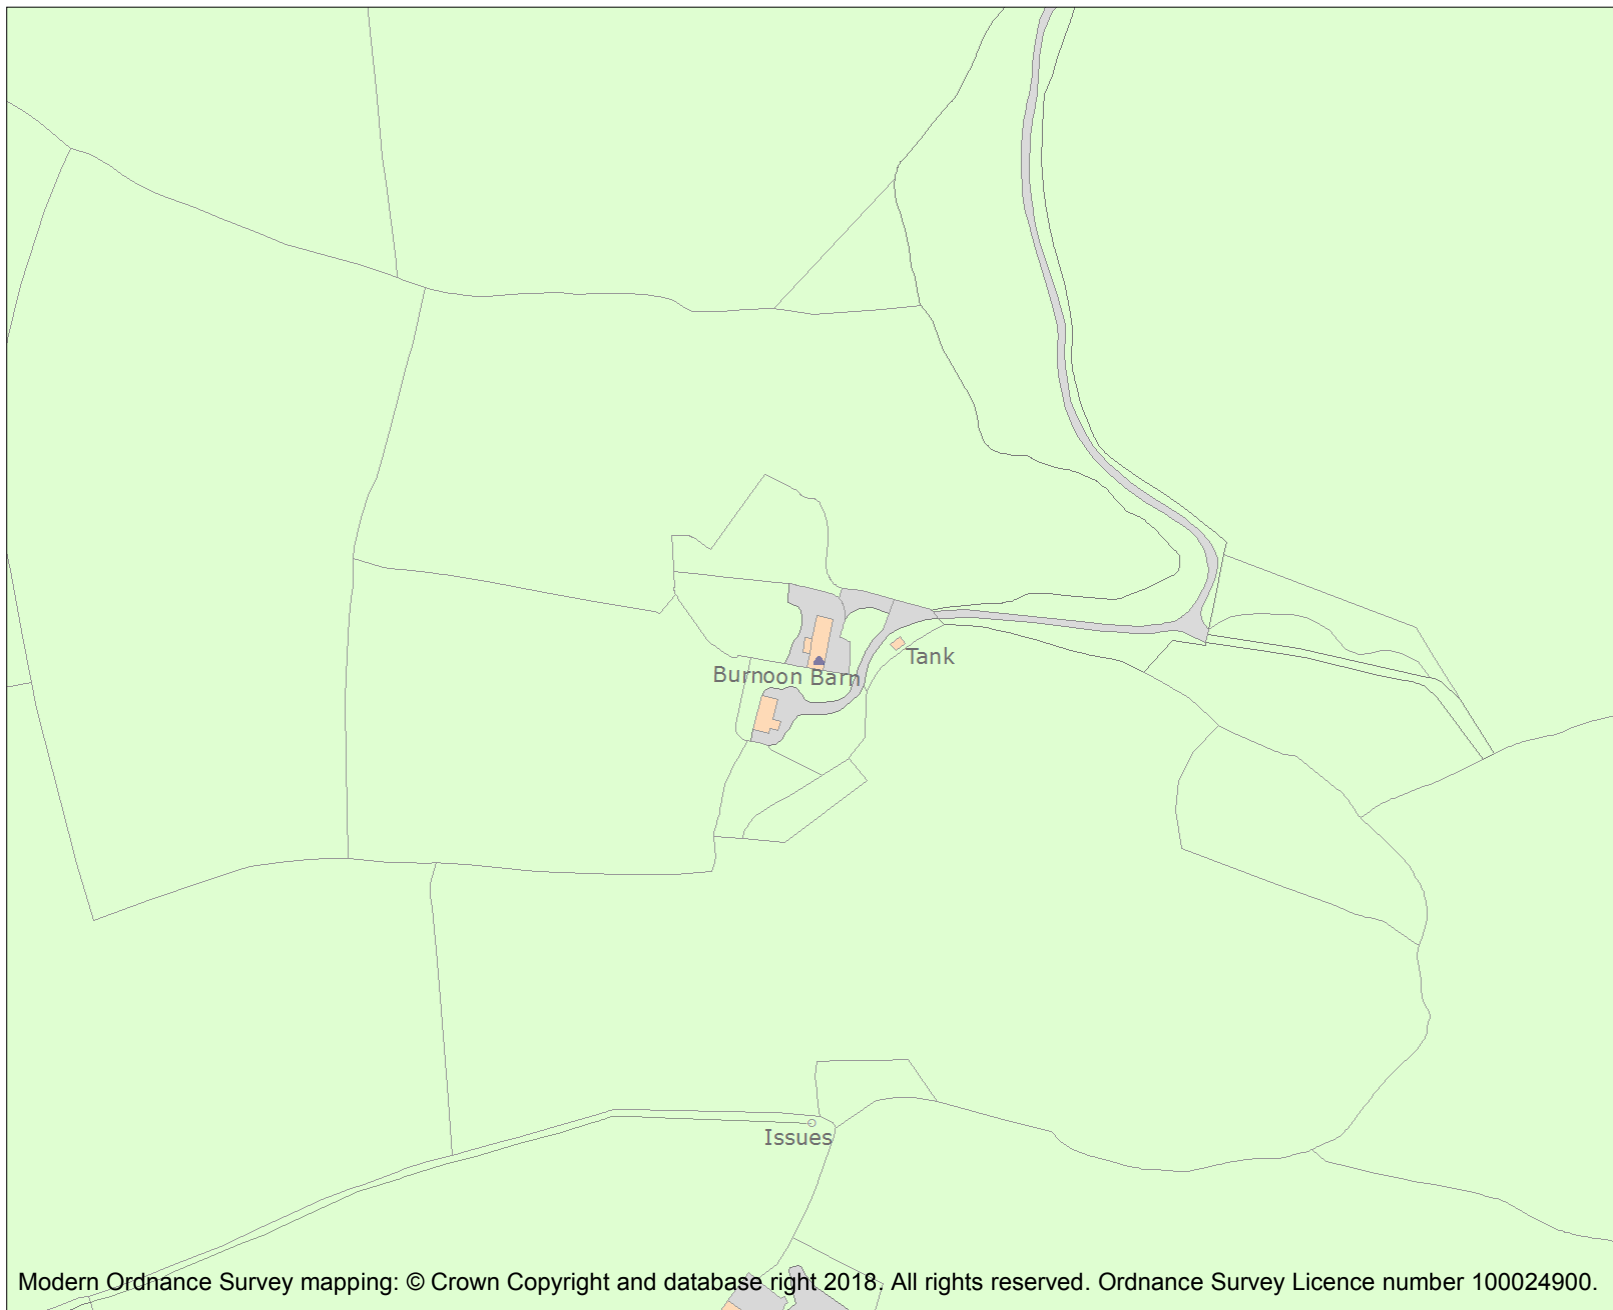 Tank
Burnoon Barn
Issues
Modern Ordnance Survey mapping: © Crown Copyright and database right 2018. All rights reserved. Ordnance Survey Licence number 100024900.